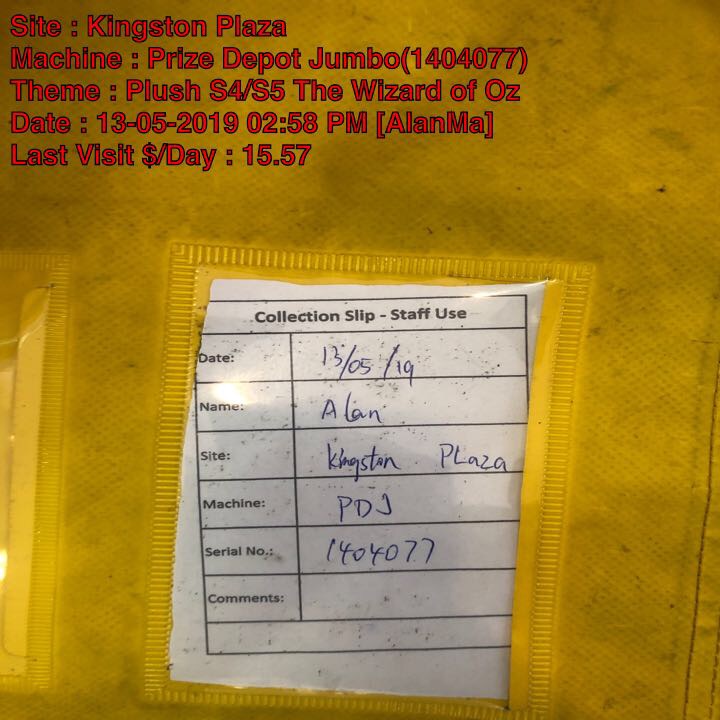 Site : Kingston Plaza
Machine : Prize Depot Jumbo(1404077)
Theme : Plush S4/S5 The Wizard of Oz
Date : 13-05-2019 02:58 PM [AlanMa]
Last Visit $/Day : 15.57
Collection Slip - Staff Use
Date: 13/05/19
Name: Alan
Site: Kingston PLaza
Machine: PDJ
Serial No.: 1404077
Comments: